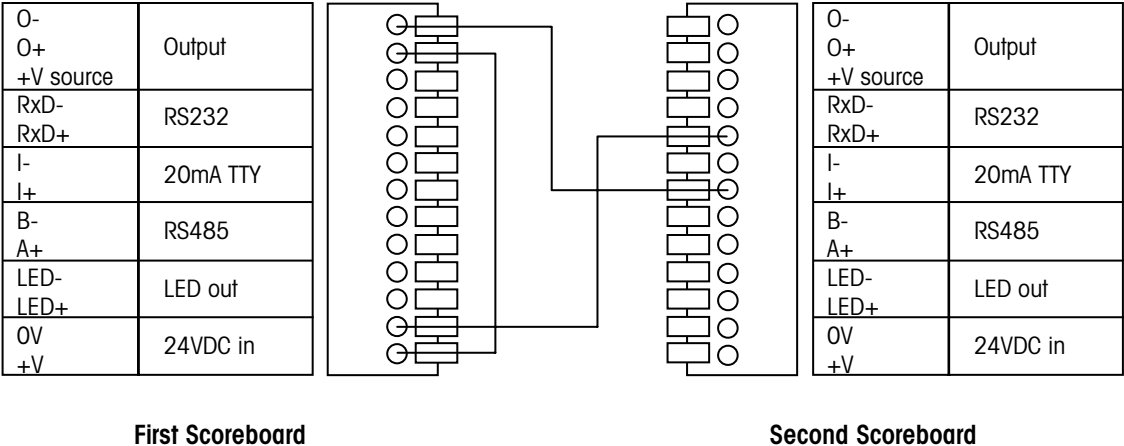 O-
O+
+V source
Output
RxD-
RxD+
RS232
I-
I+
20mA TTY
B-
A+
RS485
LED-
LED+
LED out
0V
+V
24VDC in
First Scoreboard
O-
O+
+V source
Output
RxD-
RxD+
RS232
I-
I+
20mA TTY
B-
A+
RS485
LED-
LED+
LED out
0V
+V
24VDC in
Second Scoreboard